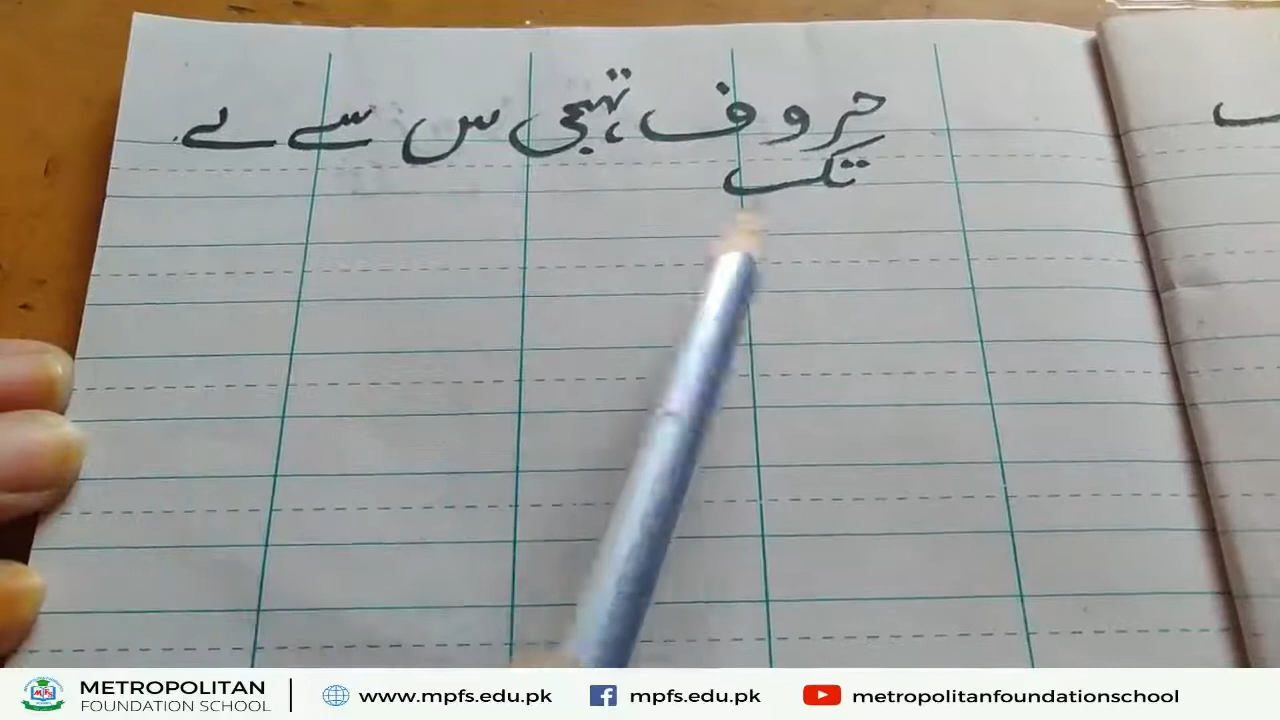 حروف تہجی س سے ے
تک
METROPOLITAN
FOUNDATION SCHOOL
www.mpfs.edu.pk
mpfs.edu.pk
metropolitanfoundationschool